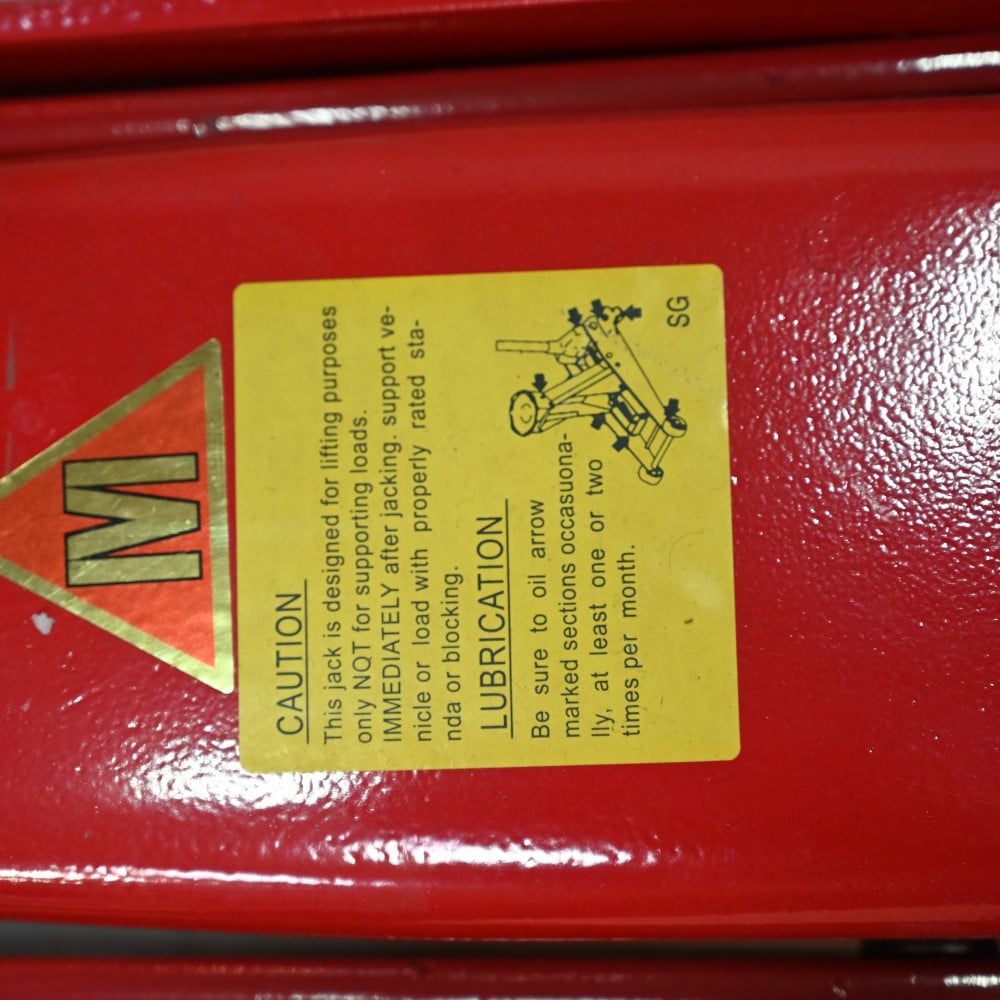 M
CAUTION
This jack is designed for lifting purposes
only NQT for supporting loads.
IMMEDIATELY after jacking. support ve-
nicle or load with properly rated sta-
nda or blocking.
LUBRICATION
Be sure to oil arrow
marked sections occasuona-
lly, at least one or two
times per month.
SG